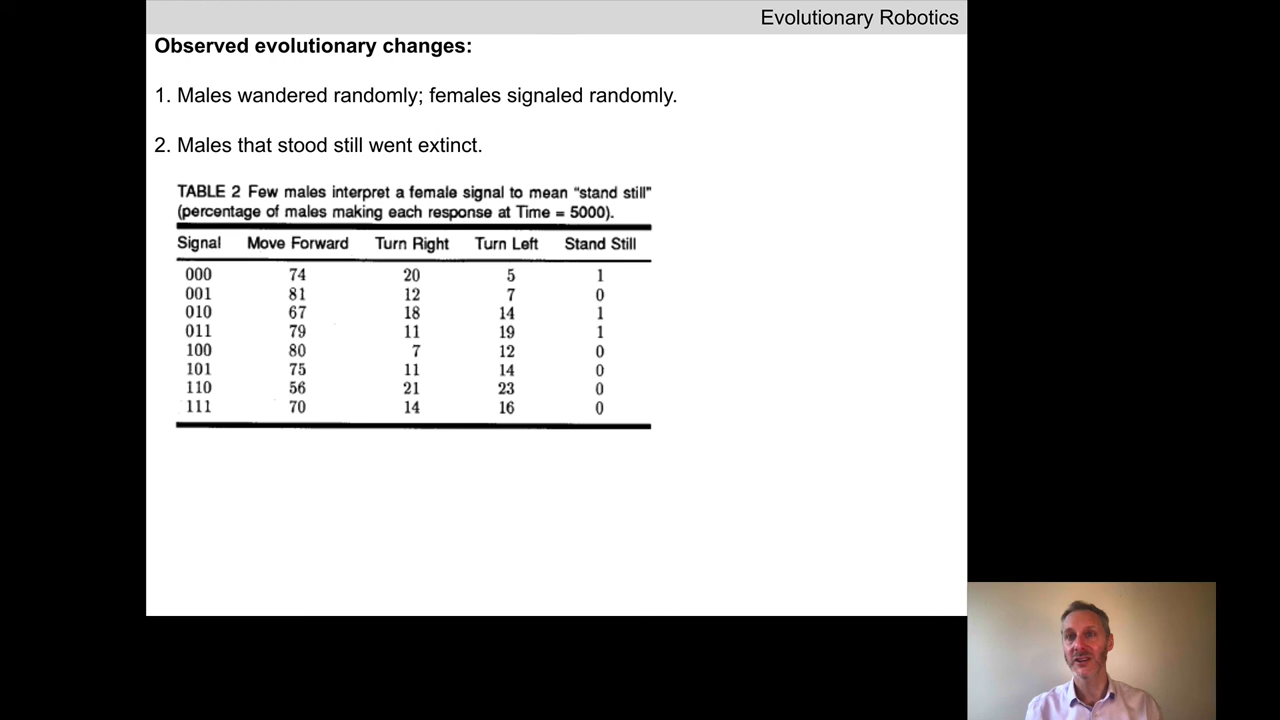 Evolutionary Robotics
Observed evolutionary changes:
1. Males wandered randomly; females signaled randomly.
2. Males that stood still went extinct.
TABLE 2 Few males interpret a female signal to mean “stand still”
(percentage of males making each response at Time = 5000).
Signal Move Forward Turn Right Turn Left Stand Still
000 74 20 5 1
001 81 12 7 0
010 67 18 14 1
011 79 11 19 1
100 80 7 12 0
101 75 11 14 0
110 56 21 23 0
111 70 14 16 0